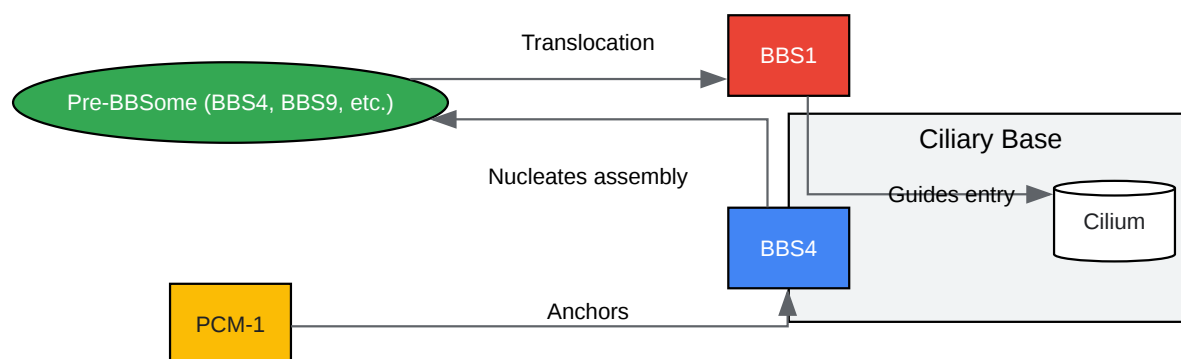 Translocation
BBS1
Pre-BBSome (BBS4, BBS9, etc.)
Ciliary Base
Nucleates assembly
Guides entry
Cilium
BBS4
PCM-1
Anchors